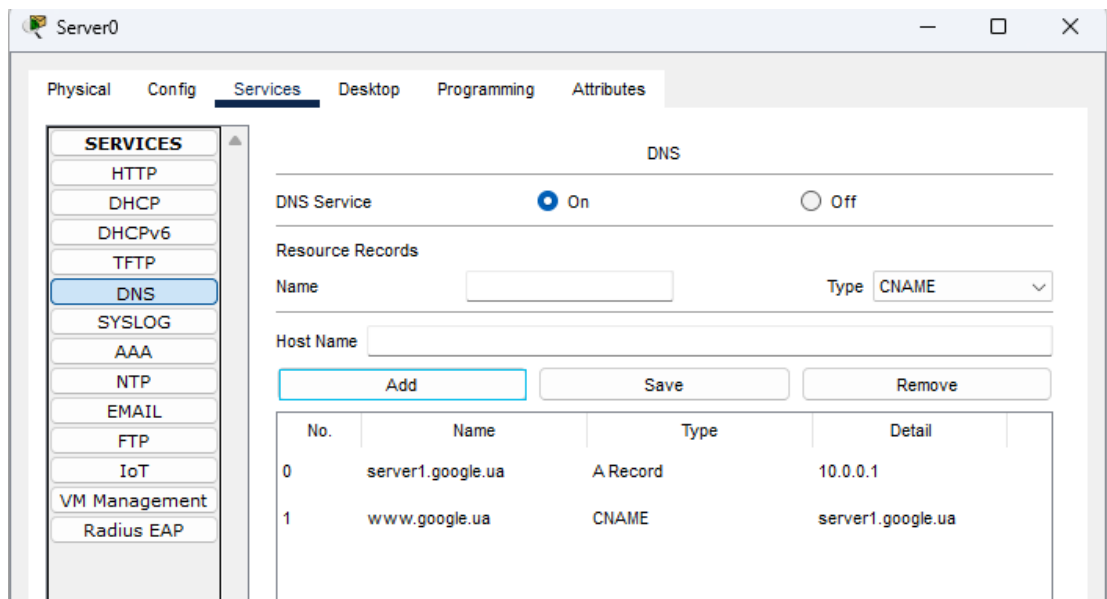 Server0
Physical Config Services Desktop Programming Attributes
SERVICES
HTTP
DHCP
DHCPv6
TFTP
DNS
SYSLOG
AAA
NTP
EMAIL
FTP
IoT
VM Management
Radius EAP
DNS
DNS Service On Off
Resource Records
Name Type CNAME
Host Name
Add Save Remove
No. Name Type Detail
0 server1.google.ua A Record 10.0.0.1
1 www.google.ua CNAME server1.google.ua